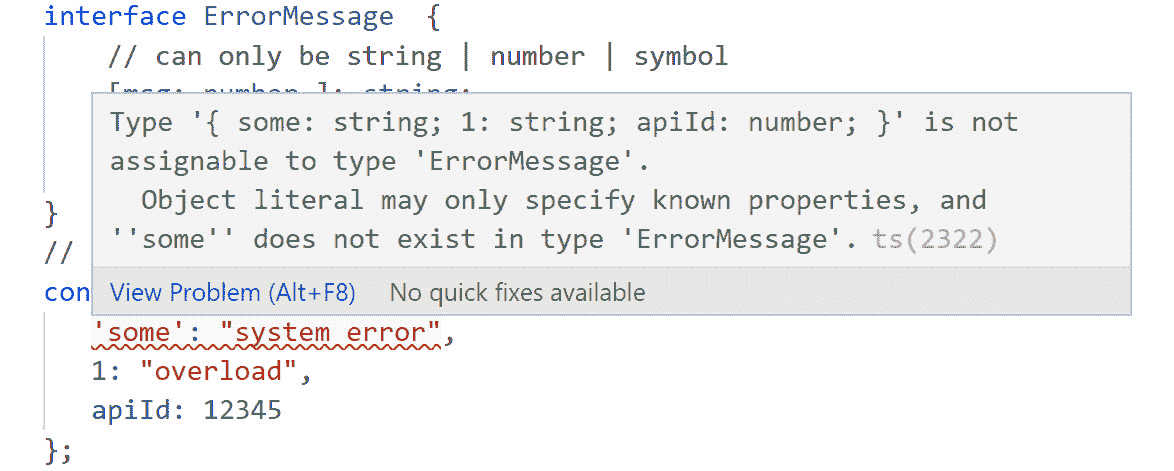 interface ErrorMessage {
// can only be string | number | symbol
[msg: number ]: string;
Type '{ some: string; 1: string; apiId: number; }' is not
assignable to type 'ErrorMessage'.
Object literal may only specify known properties, and
''some'' does not exist in type 'ErrorMessage'. ts(2322)
}
//
View Problem (Alt+F8) No quick fixes available
con
'some': "system error",
1: "overload",
apiId: 12345
};